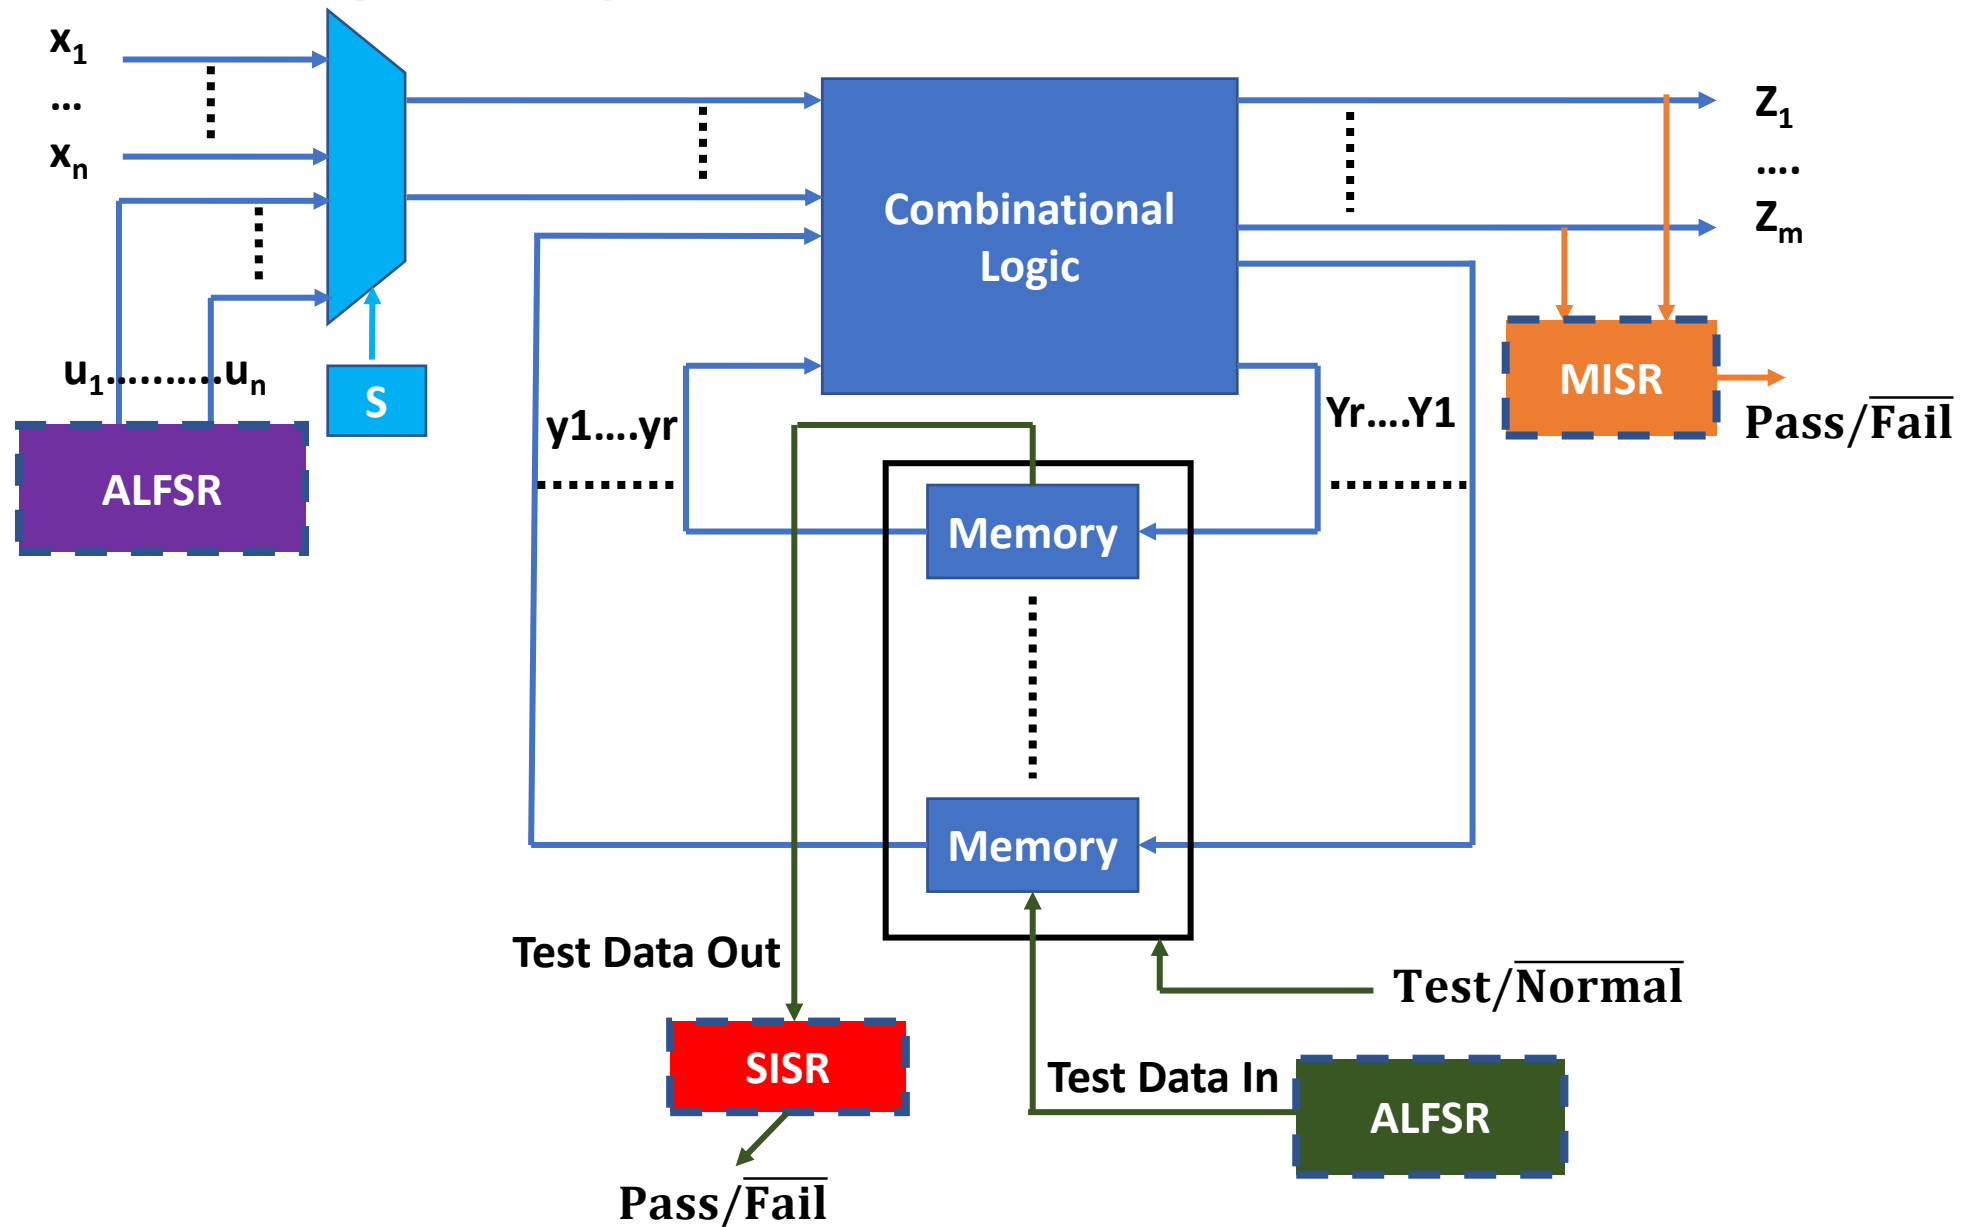 x1
...
xn
u1..........un
S
ALFSR
Combinational
Logic
Z1
....
Zm
MISR
Pass/Fail
y1....yr
Yr....Y1
Memory
Memory
Test Data Out
Test/Normal
SISR
Test Data In
ALFSR
Pass/Fail